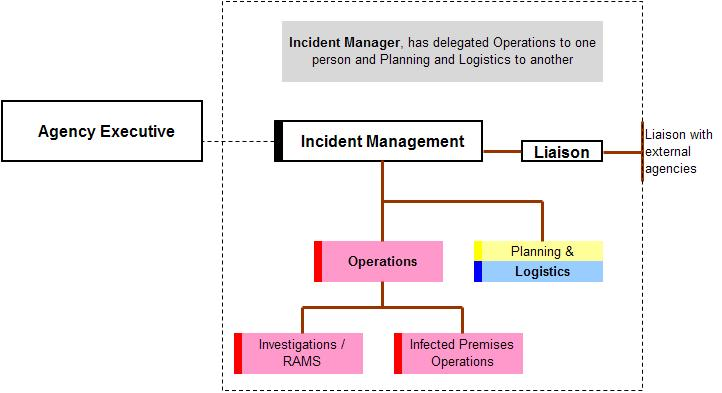 Incident Manager, has delegated Operations to one
person and Planning and Logistics to another
Agency Executive
Incident Management
Liaison
Liaison with
external
agencies
Operations
Planning &
Logistics
Investigations /
RAMS
Infected Premises
Operations